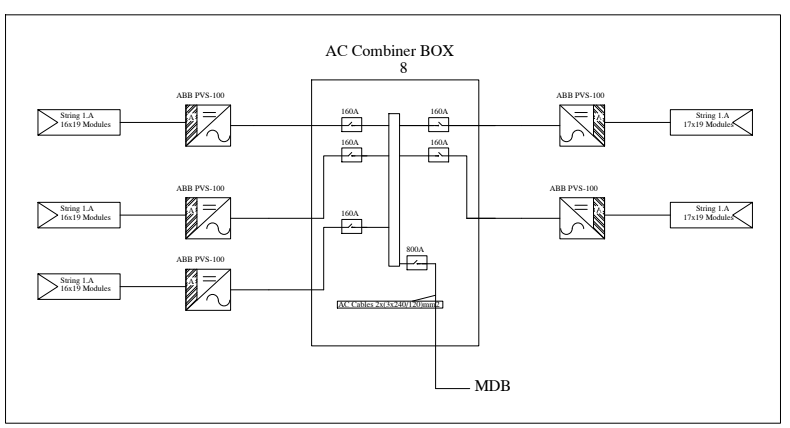 AC Combiner BOX
8
ABB PVS-100
String 1.A
16x19 Modules
A
160A
160A
ABB PVS-100
A
String 1.A
17x19 Modules
160A
160A
ABB PVS-100
String 1.A
16x19 Modules
A
160A
ABB PVS-100
A
String 1.A
17x19 Modules
ABB PVS-100
String 1.A
16x19 Modules
A
800A
AC Cables 2x(3x240/120)mm2
MDB